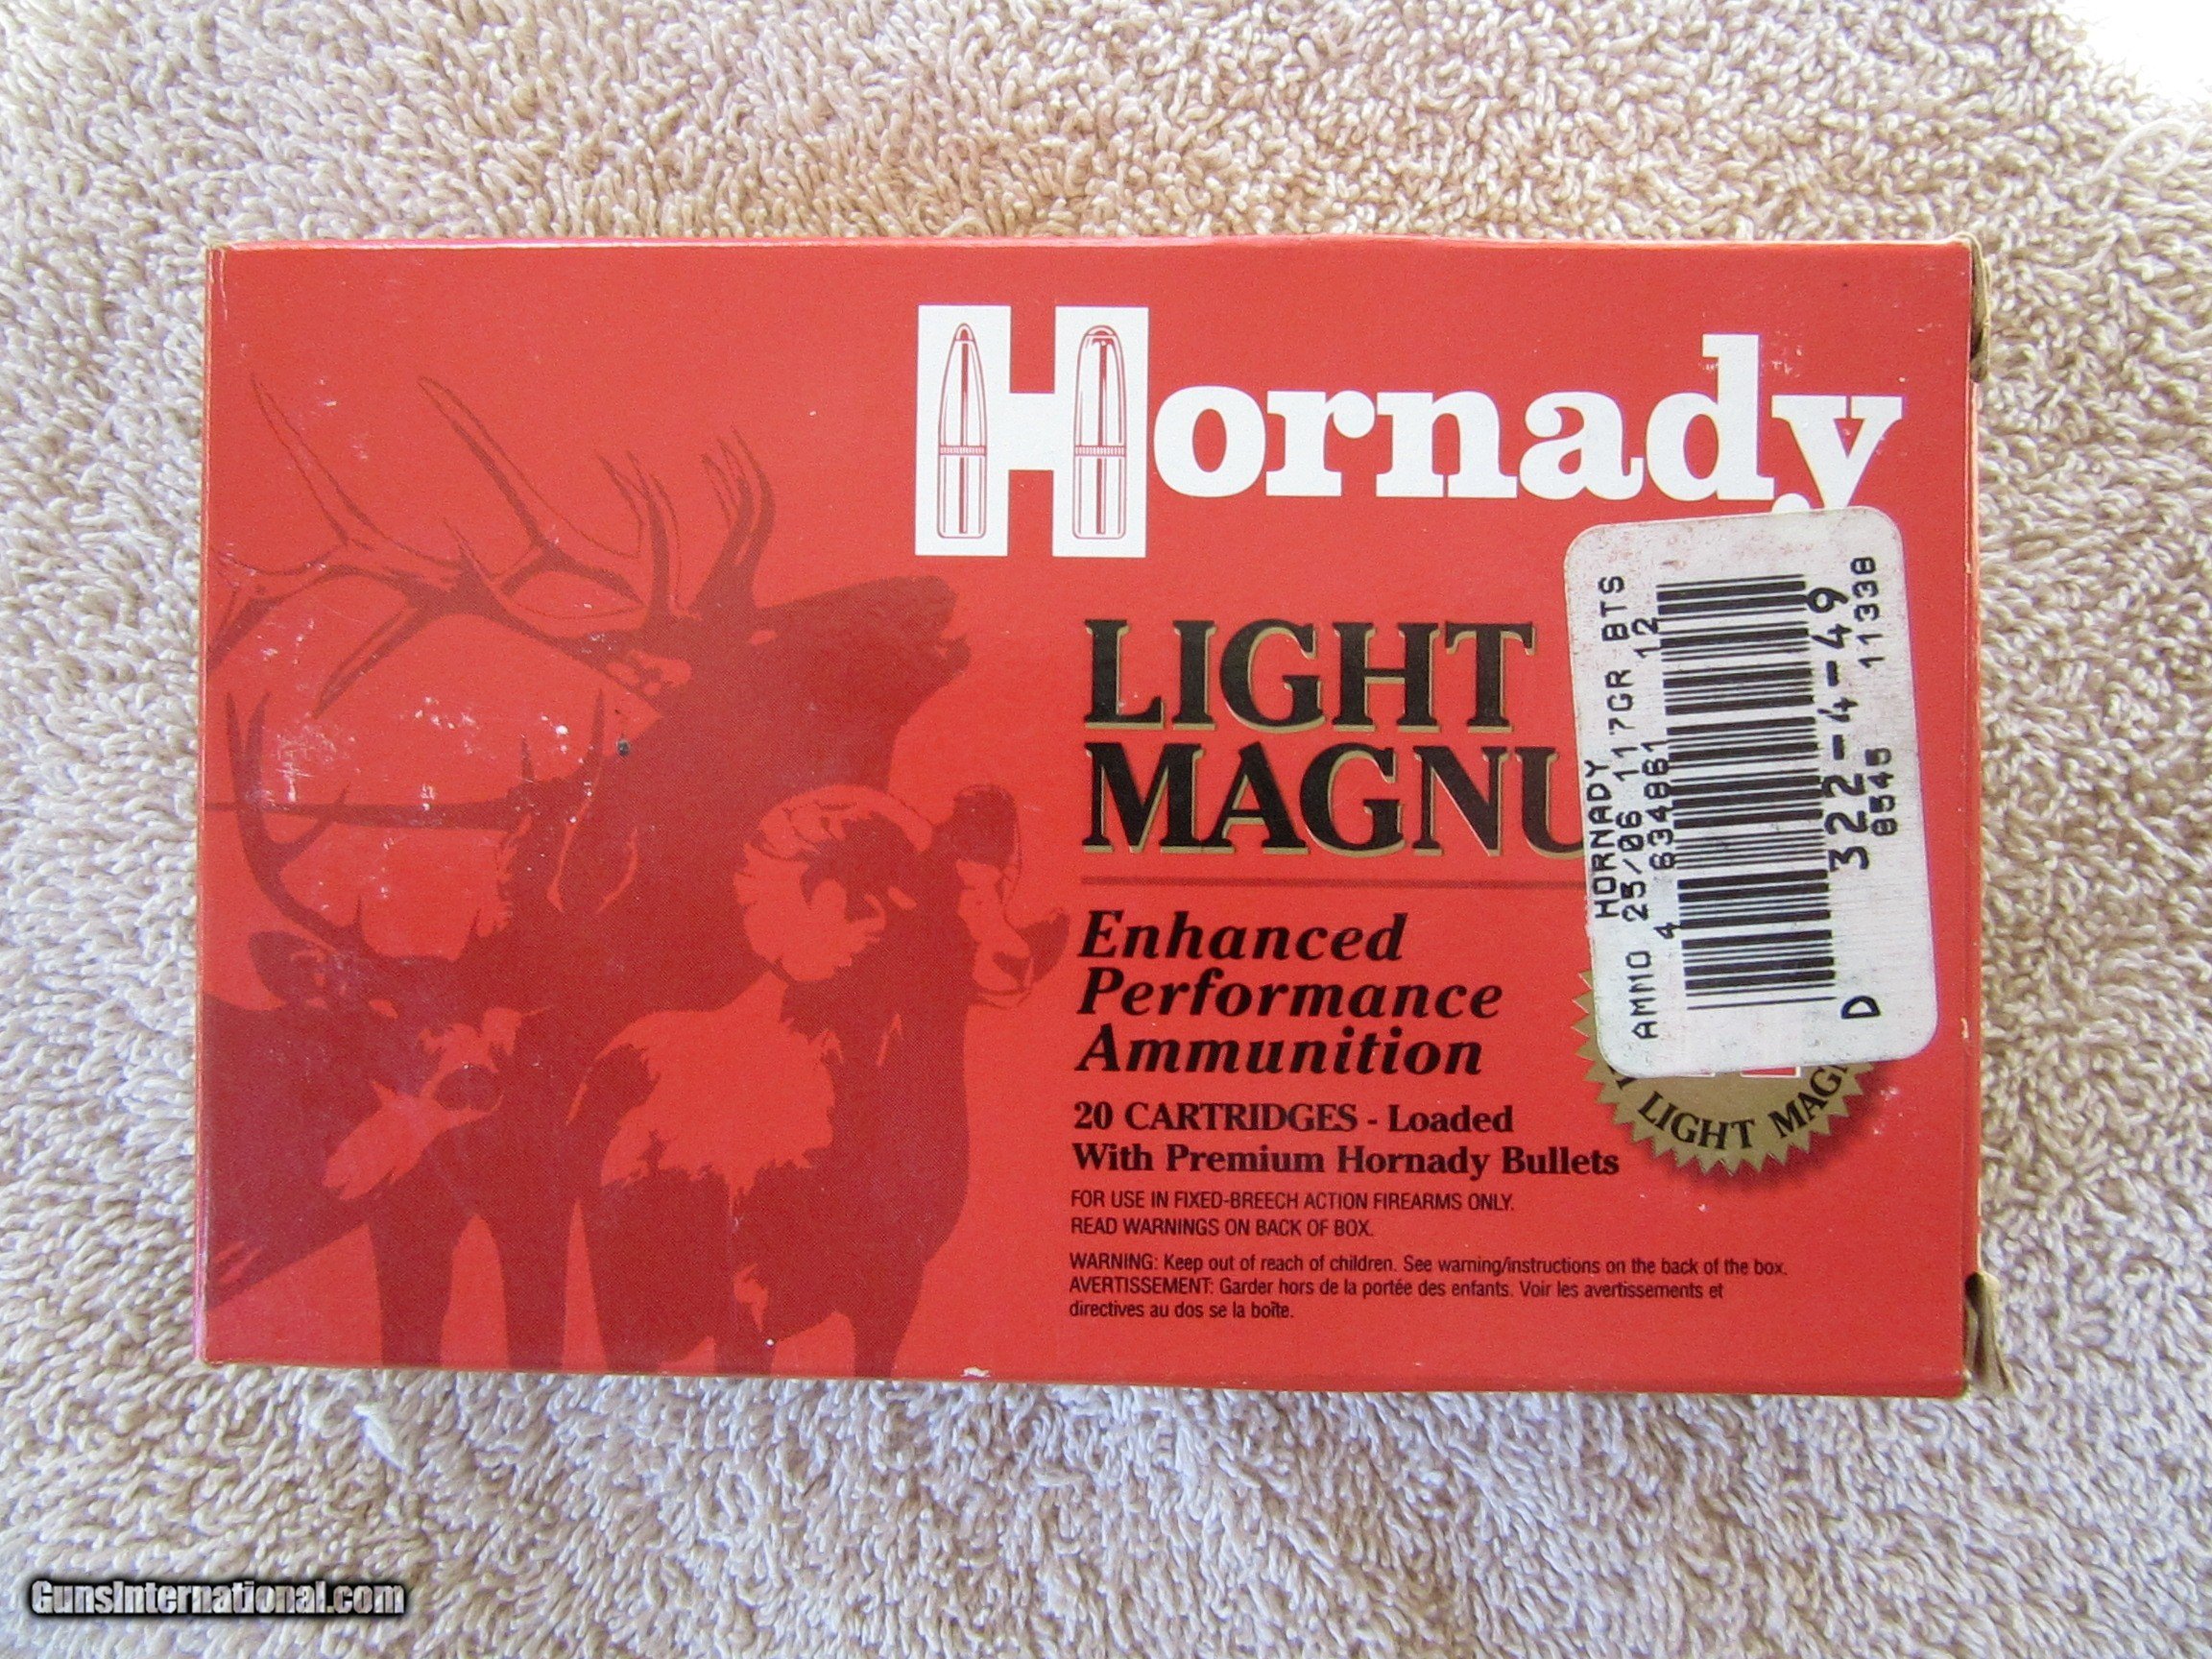 Hornady
LIGHT
MAGNU
Enhanced
Performance
Ammunition
20 CARTRIDGES - Loaded
With Premium Hornady Bullets
FOR USE IN FIXED-BREECH ACTION FIREARMS ONLY.
READ WARNINGS ON BACK OF BOX.
WARNING: Keep out of reach of children. See warning/instructions on the back of the box.
AVERTISSEMENT: Garder hors de la portée des enfants. Voir les avertissements et
directives au dos se la boîte.
HORNADY
AMMO 25/06 117GR BTS
4 6348861 12
D 322-4-49
8545 11338
LIGHT MAG
GunsInternational.com